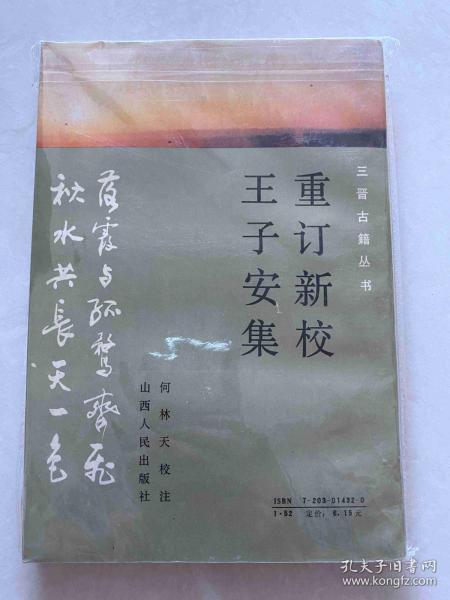 三晋古籍丛书
重订新校
王子安集
何林天校注
山西人民出版社
落霞与孤鹜齐飞
秋水共长天一色
ISBN 7-203-01432-0
1·52 定价：6.15元
孔夫子旧书网
www.kongfz.com